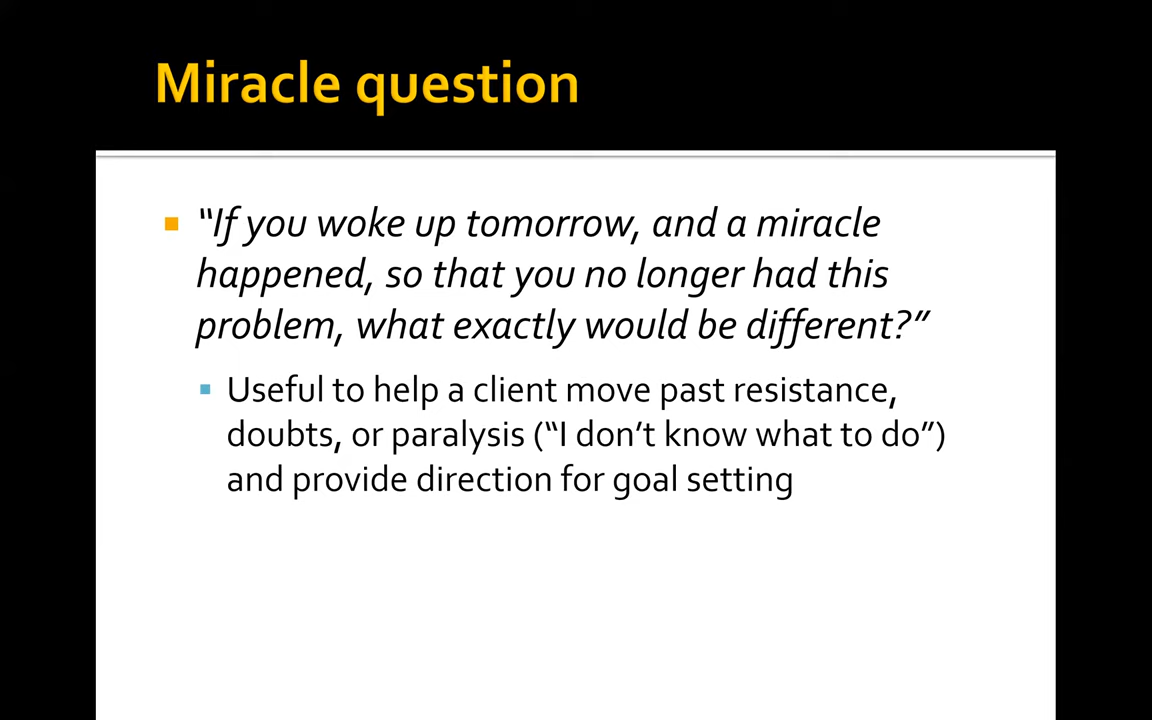 Miracle question
“If you woke up tomorrow, and a miracle
happened, so that you no longer had this
problem, what exactly would be different?”
Useful to help a client move past resistance,
doubts, or paralysis (“I don’t know what to do”)
and provide direction for goal setting